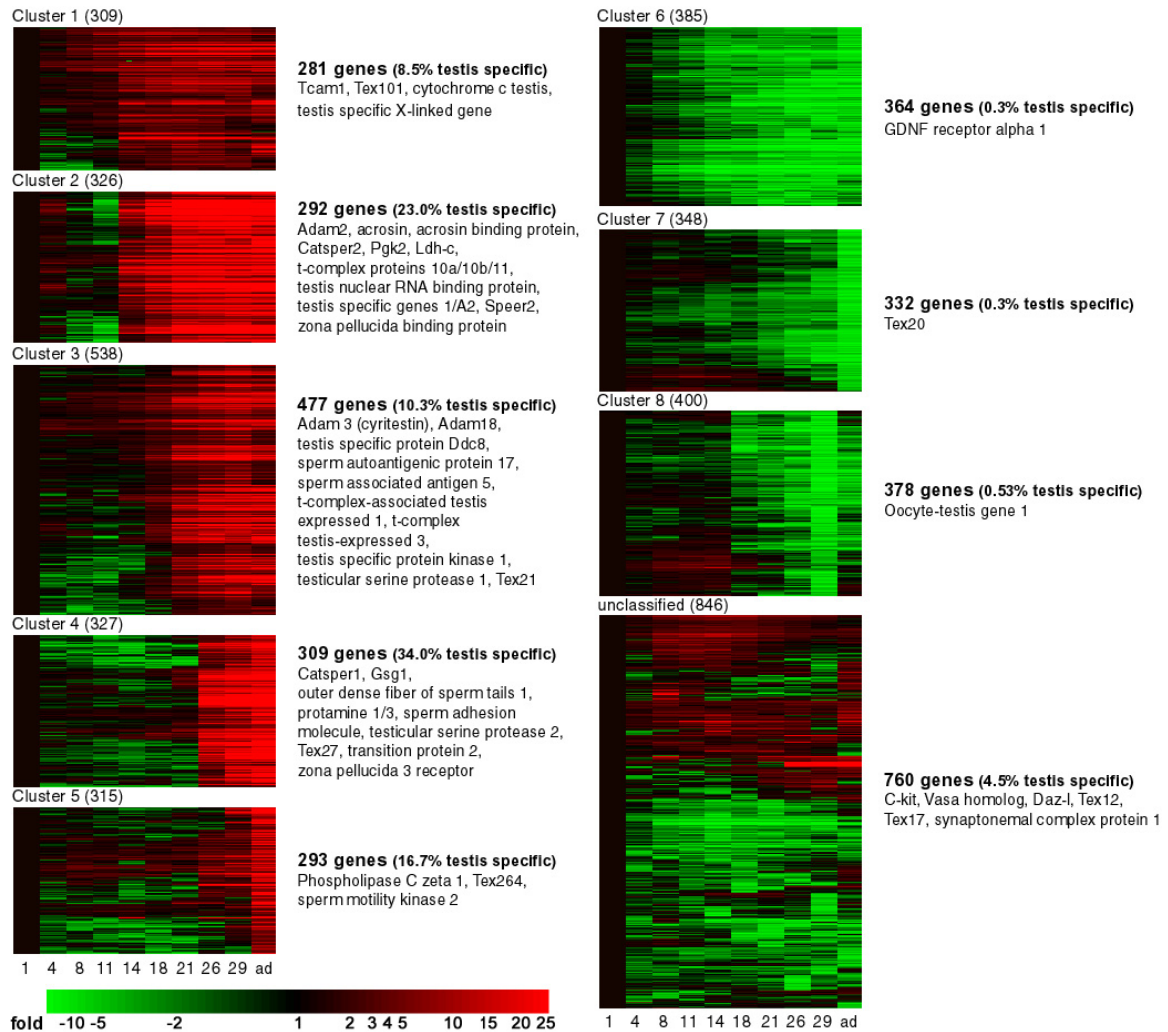 Cluster 1 (309)
281 genes (8.5% testis specific)
Tcam1, Tex101, cytochrome c testis,
testis specific X-linked gene
Cluster 2 (326)
292 genes (23.0% testis specific)
Adam2, acrosin, acrosin binding protein,
Catsper2, Pgk2, Ldh-c,
t-complex proteins 10a/10b/11,
testis nuclear RNA binding protein,
testis specific genes 1/A2, Speer2,
zona pellucida binding protein
Cluster 3 (538)
477 genes (10.3% testis specific)
Adam 3 (cyritestin), Adam18,
testis specific protein Ddc8,
sperm autoantigenic protein 17,
sperm associated antigen 5,
t-complex-associated testis
expressed 1, t-complex
testis-expressed 3,
testis specific protein kinase 1,
testicular serine protease 1, Tex21
Cluster 4 (327)
309 genes (34.0% testis specific)
Catsper1, Gsg1,
outer dense fiber of sperm tails 1,
protamine 1/3, sperm adhesion
molecule, testicular serine protease 2,
Tex27, transition protein 2,
zona pellucida 3 receptor
Cluster 5 (315)
293 genes (16.7% testis specific)
Phospholipase C zeta 1, Tex264,
sperm motility kinase 2
1 4 8 11 14 18 21 26 29 ad
fold -10 -5 -2 1 2 3 4 5 10 15 20 25
Cluster 6 (385)
364 genes (0.3% testis specific)
GDNF receptor alpha 1
Cluster 7 (348)
332 genes (0.3% testis specific)
Tex20
Cluster 8 (400)
378 genes (0.53% testis specific)
Oocyte-testis gene 1
unclassified (846)
760 genes (4.5% testis specific)
C-kit, Vasa homolog, Daz-l, Tex12,
Tex17, synaptonemal complex protein 1
1 4 8 11 14 18 21 26 29 ad